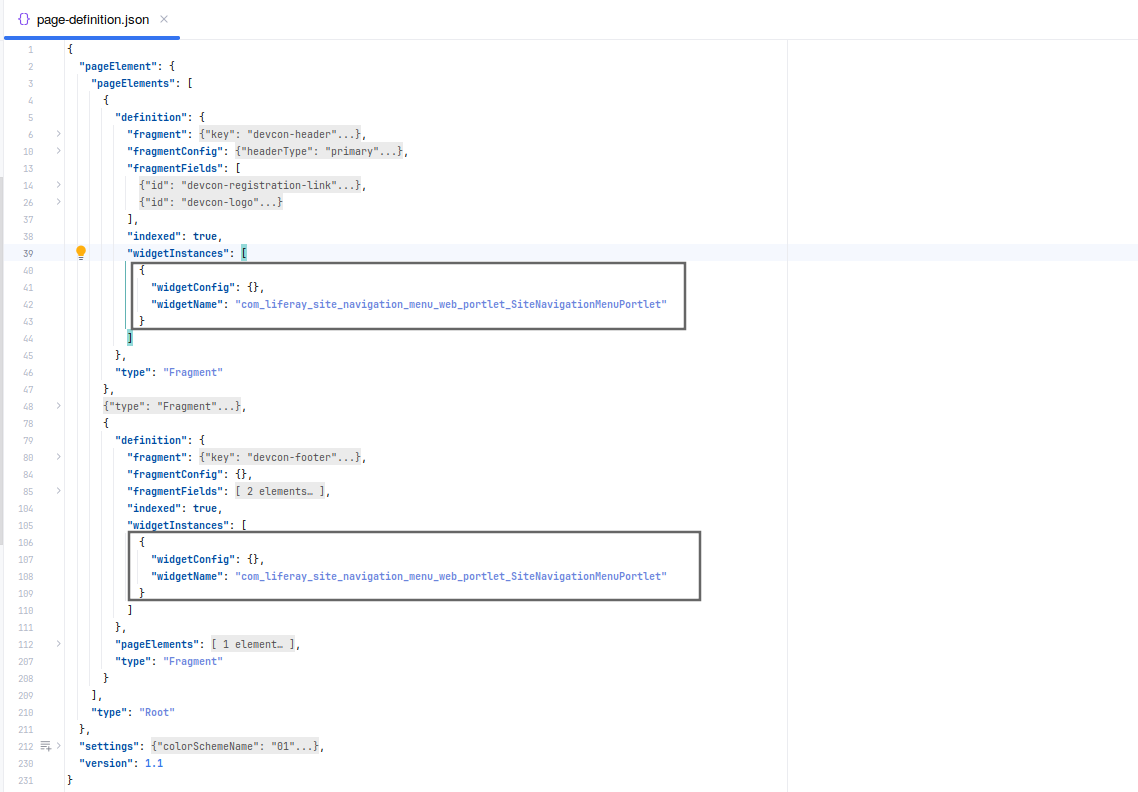 {} page-definition.json ×
1 {
2 "pageElement": {
3 "pageElements": [
4 {
5 "definition": {
6 "fragment": {"key": "devcon-header"...},
10 "fragmentConfig": {"headerType": "primary"...},
13 "fragmentFields": [
14 {"id": "devcon-registration-link"...},
26 {"id": "devcon-logo"...}
37 ],
38 "indexed": true,
39 "widgetInstances": [
40 {
41 "widgetConfig": {},
42 "widgetName": "com_liferay_site_navigation_menu_web_portlet_SiteNavigationMenuPortlet"
43 }
44 ]
45 },
46 "type": "Fragment"
47 },
48 {"type": "Fragment"...},
78 {
79 "definition": {
80 "fragment": {"key": "devcon-footer"...},
84 "fragmentConfig": {},
85 "fragmentFields": [ 2 elements… ],
104 "indexed": true,
105 "widgetInstances": [
106 {
107 "widgetConfig": {},
108 "widgetName": "com_liferay_site_navigation_menu_web_portlet_SiteNavigationMenuPortlet"
109 }
110 ]
111 },
112 "pageElements": [ 1 element… ],
207 "type": "Fragment"
208 }
209 ],
210 "type": "Root"
211 },
212 "settings": {"colorSchemeName": "01"...},
230 "version": 1.1
231 }